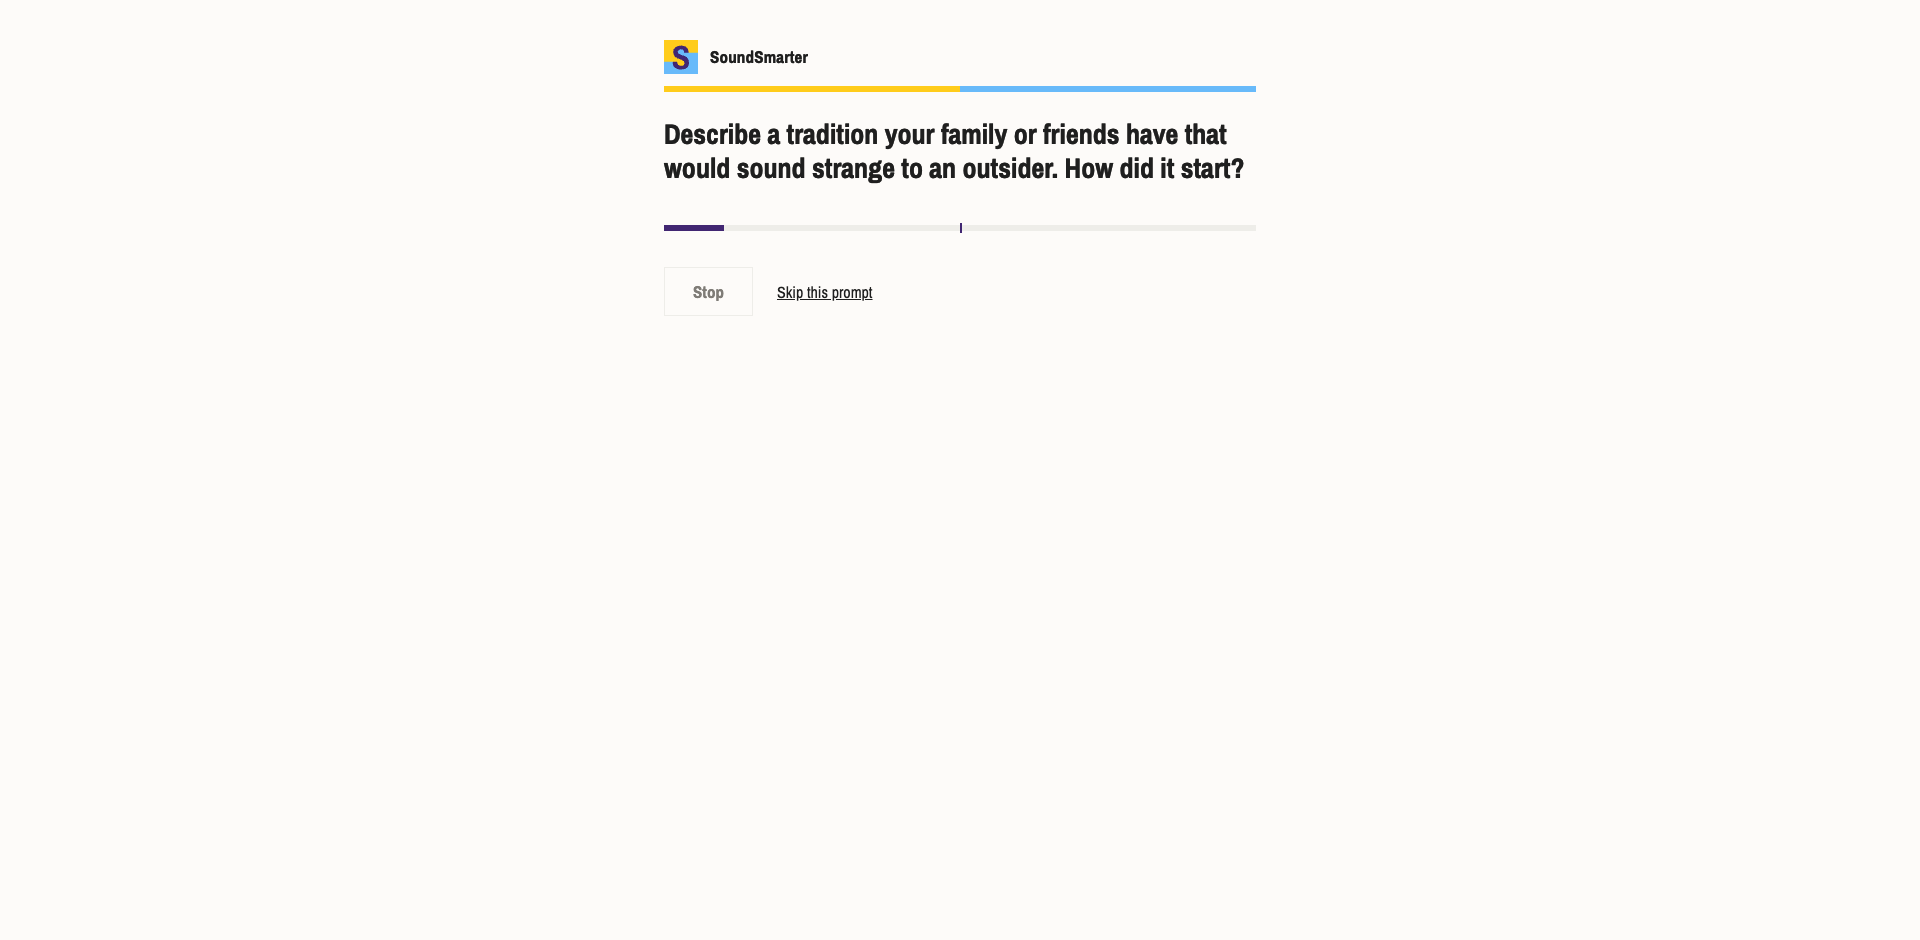 S SoundSmarter
Describe a tradition your family or friends have that
would sound strange to an outsider. How did it start?
Stop Skip this prompt